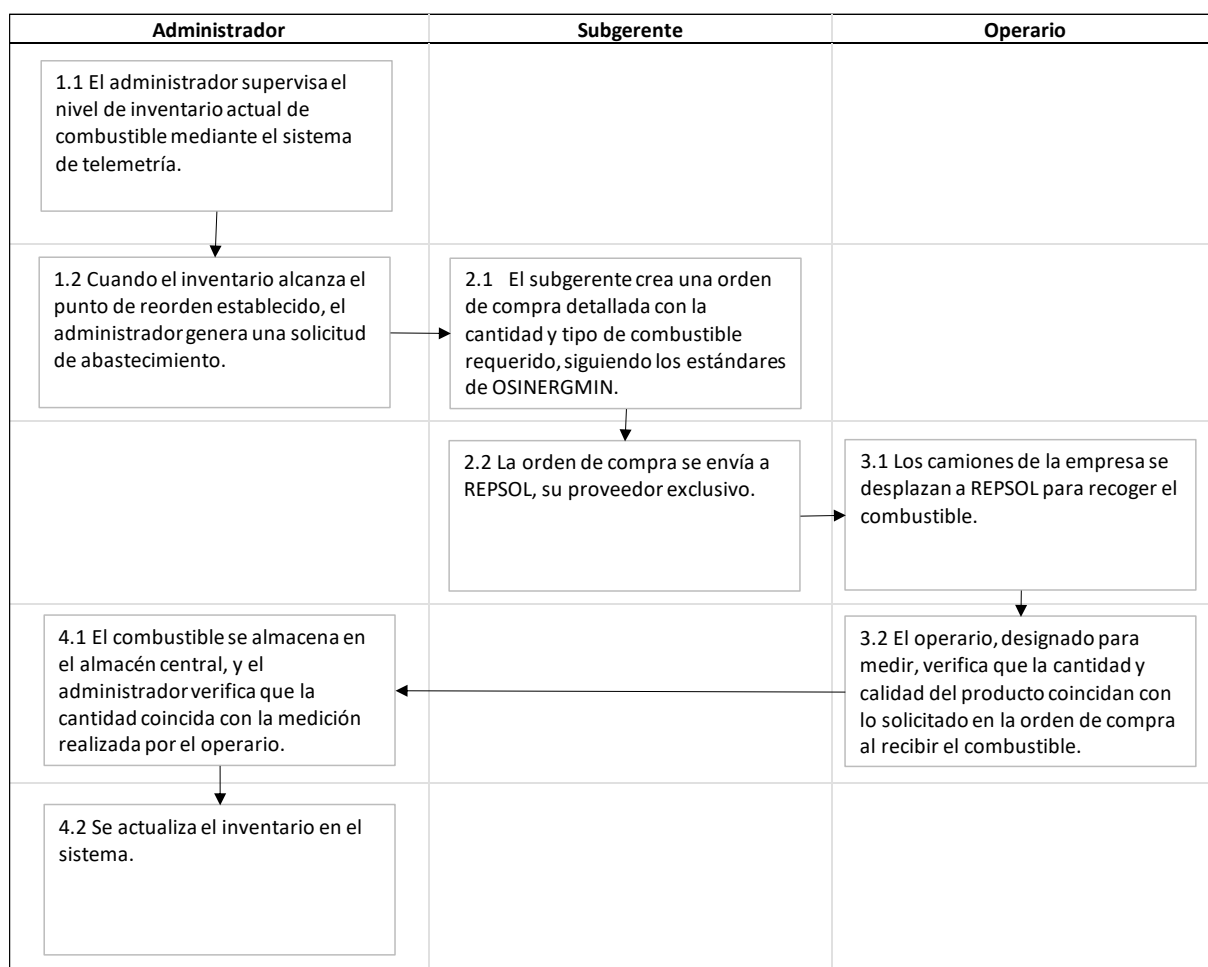 Administrador
Subgerente
Operario
1.1 El administrador supervisa el
nivel de inventario actual de
combustible mediante el sistema
de telemetría.
1.2 Cuando el inventario alcanza el
punto de reorden establecido, el
administrador genera una solicitud
de abastecimiento.
2.1 El subgerente crea una orden
de compra detallada con la
cantidad y tipo de combustible
requerido, siguiendo los estándares
de OSINERGMIN.
2.2 La orden de compra se envía a
REPSOL, su proveedor exclusivo.
3.1 Los camiones de la empresa se
desplazan a REPSOL para recoger el
combustible.
3.2 El operario, designado para
medir, verifica que la cantidad y
calidad del producto coincidan con
lo solicitado en la orden de compra
al recibir el combustible.
4.1 El combustible se almacena en
el almacén central, y el
administrador verifica que la
cantidad coincida con la medición
realizada por el operario.
4.2 Se actualiza el inventario en el
sistema.